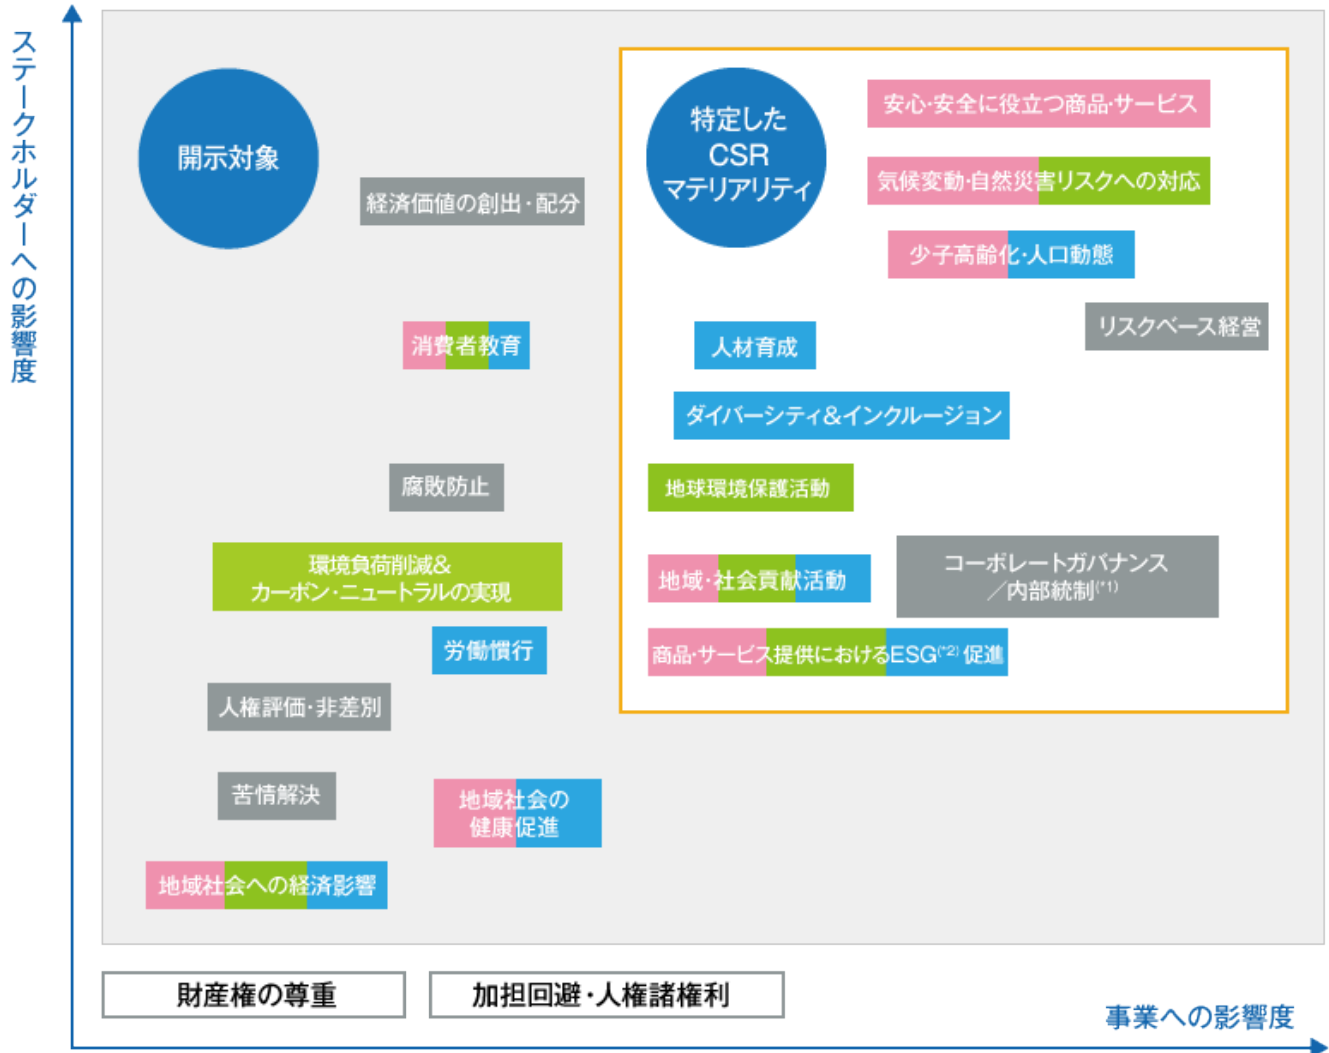 ステークホルダーへの影響度
開示対象
経済価値の創出・配分
消費者教育
腐敗防止
環境負荷削減&
カーボン・ニュートラルの実現
労働慣行
人権評価・非差別
苦情解決
地域社会の
健康促進
地域社会への経済影響
特定した
CSR
マテリアリティ
安心・安全に役立つ商品・サービス
気候変動・自然災害リスクへの対応
少子高齢化・人口動態
リスクベース経営
人材育成
ダイバーシティ&インクルージョン
地球環境保護活動
地域・社会貢献活動
コーポレートガバナンス
／内部統制(*1)
商品・サービス提供におけるESG(*2)促進
財産権の尊重
加担回避・人権諸権利
事業への影響度